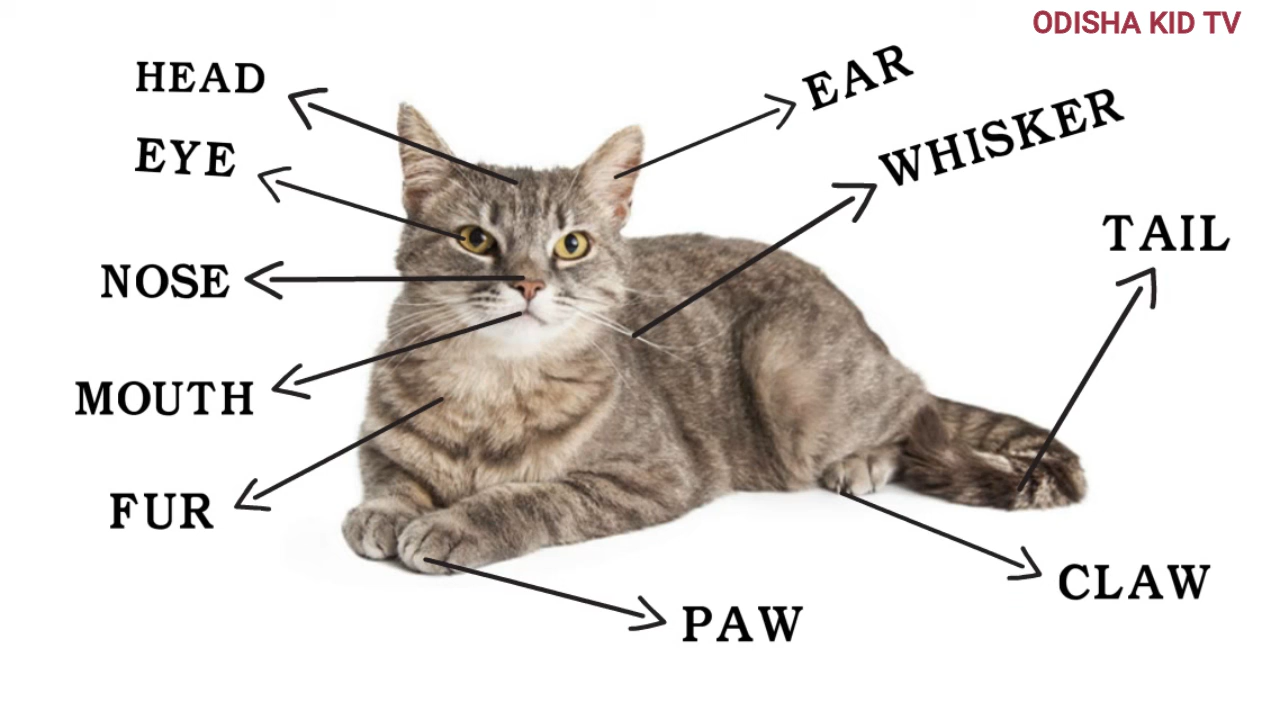 ODISHA KID TV
HEAD
EAR
EYE
WHISKER
TAIL
NOSE
MOUTH
FUR
CLAW
PAW